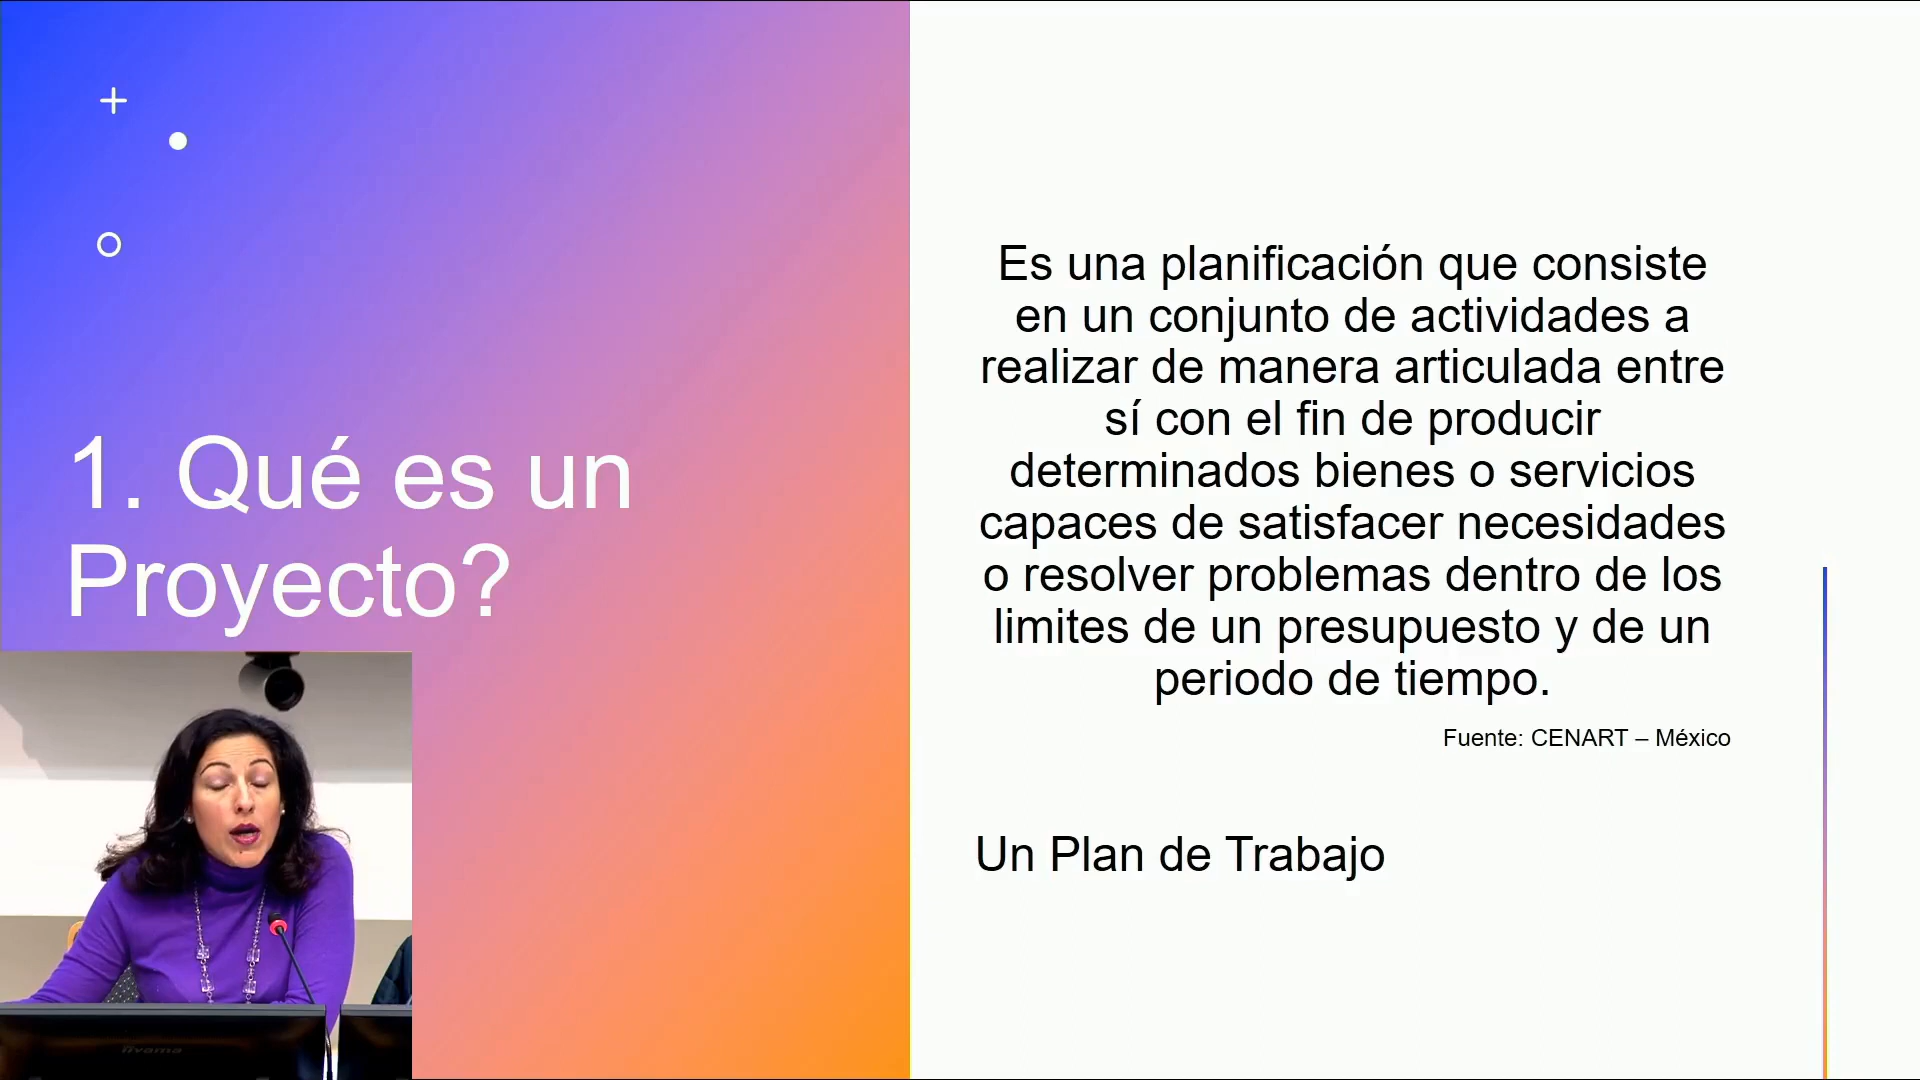 1. Qué es un
Proyecto?
Es una planificación que consiste
en un conjunto de actividades a
realizar de manera articulada entre
sí con el fin de producir
determinados bienes o servicios
capaces de satisfacer necesidades
o resolver problemas dentro de los
limites de un presupuesto y de un
periodo de tiempo.
Fuente: CENART – México
Un Plan de Trabajo
iiyama